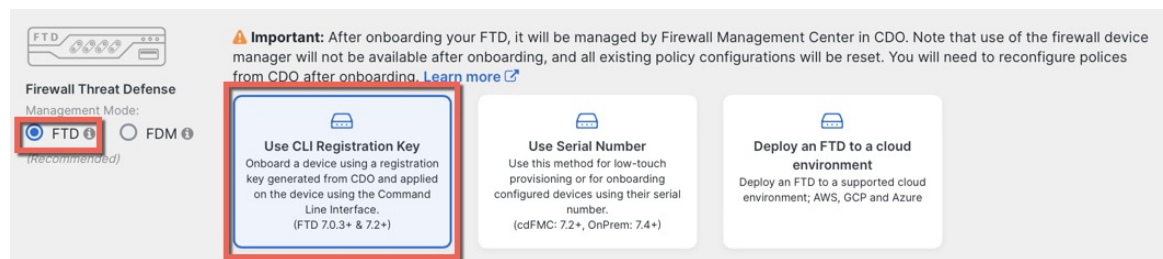 FTD
Firewall Threat Defense
Management Mode:
FTD
FDM
(Recommended)
Important: After onboarding your FTD, it will be managed by Firewall Management Center in CDO. Note that use of the firewall device
manager will not be available after onboarding, and all existing policy configurations will be reset. You will need to reconfigure polices
from CDO after onboarding. Learn more
Use CLI Registration Key
Onboard a device using a registration
key generated from CDO and applied
on the device using the Command
Line Interface.
(FTD 7.0.3+ & 7.2+)
Use Serial Number
Use this method for low-touch
provisioning or for onboarding
configured devices using their serial
number.
(cdFMC: 7.2+, OnPrem: 7.4+)
Deploy an FTD to a cloud
environment
Deploy an FTD to a supported cloud
environment; AWS, GCP and Azure